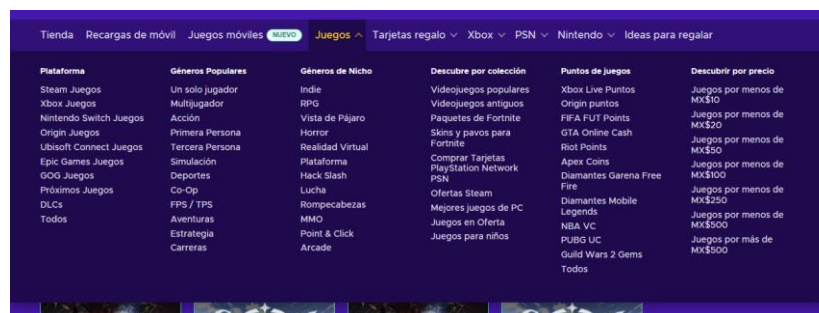 Tienda Recargas de móvil Juegos móviles NUEVO Juegos Tarjetas regalo Xbox PSN Nintendo Ideas para regalar
Plataforma
Steam Juegos
Xbox Juegos
Nintendo Switch Juegos
Origin Juegos
Ubisoft Connect Juegos
Epic Games Juegos
GOG Juegos
Próximos Juegos
DLCs
Todos
Géneros Populares
Un solo jugador
Multijugador
Acción
Primera Persona
Tercera Persona
Simulación
Deportes
Co-Op
FPS / TPS
Aventuras
Estrategia
Carreras
Géneros de Nicho
Indie
RPG
Vista de Pájaro
Horror
Realidad Virtual
Plataforma
Hack Slash
Lucha
Rompecabezas
MMO
Point & Click
Arcade
Descubre por colección
Videojuegos populares
Videojuegos antiguos
Paquetes de Fortnite
Skins y pavos para
Fortnite
Comprar Tarjetas
PlayStation Network
PSN
Ofertas Steam
Mejores juegos de PC
Juegos en Oferta
Juegos para niños
Puntos de juegos
Xbox Live Puntos
Origin puntos
FIFA FUT Points
GTA Online Cash
Riot Points
Apex Coins
Diamantes Garena Free
Fire
Diamantes Mobile
Legends
NBA VC
PUBG UC
Guild Wars 2 Gems
Todos
Descubrir por precio
Juegos por menos de
MX$10
Juegos por menos de
MX$20
Juegos por menos de
MX$50
Juegos por menos de
MX$100
Juegos por menos de
MX$250
Juegos por menos de
MX$500
Juegos por más de
MX$500